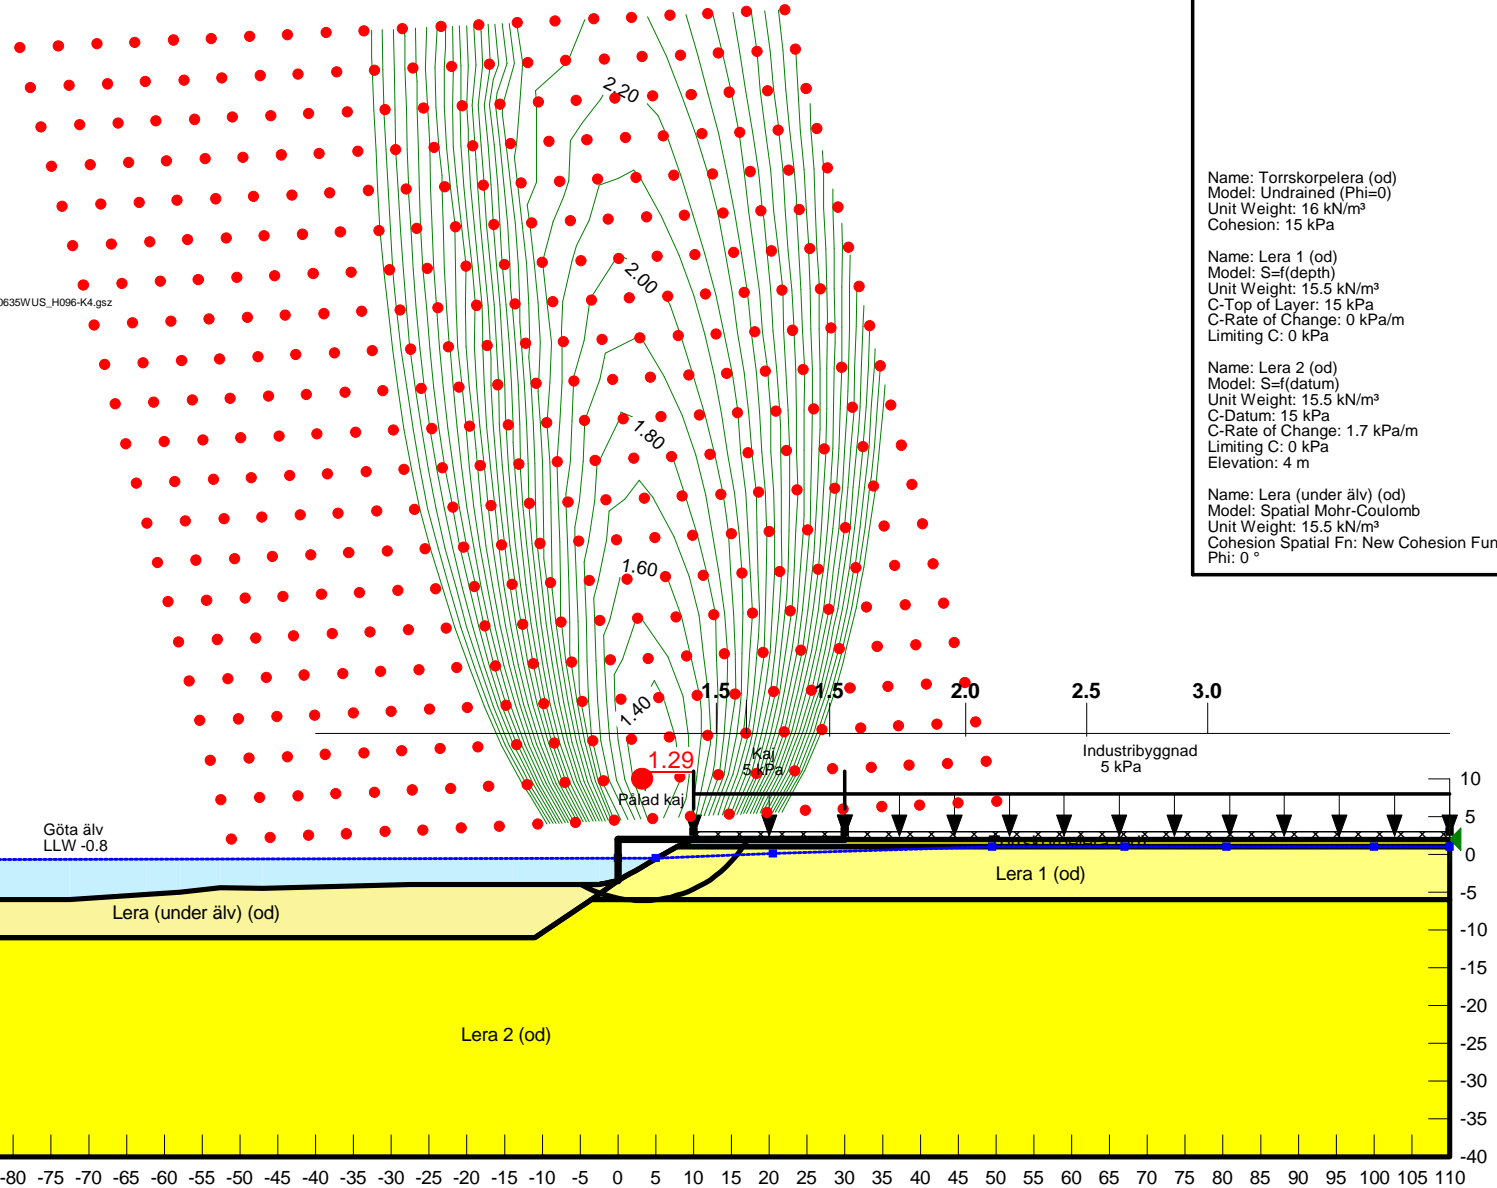 Name: Torrskorpelera (od)
Model: Undrained (Phi=0)
Unit Weight: 16 kN/m³
Cohesion: 15 kPa
Name: Lera 1 (od)
Model: S=f(depth)
Unit Weight: 15.5 kN/m³
C-Top of Layer: 15 kPa
C-Rate of Change: 0 kPa/m
Limiting C: 0 kPa
Name: Lera 2 (od)
Model: S=f(datum)
Unit Weight: 15.5 kN/m³
C-Datum: 15 kPa
C-Rate of Change: 1.7 kPa/m
Limiting C: 0 kPa
Elevation: 4 m
Name: Lera (under älv) (od)
Model: Spatial Mohr-Coulomb
Unit Weight: 15.5 kN/m³
Cohesion Spatial Fn: New Cohesion Fun
Phi: 0 °
0635WUS_H096-K4.gsz
2.20
2.00
1.80
1.60
1.40
1.29
1.5 1.5 2.0 2.5 3.0
Kaj
5 kPa
Industribyggnad
5 kPa
Pålad kaj
Göta älv
LLW -0.8
Lera 1 (od)
Lera (under älv) (od)
Lera 2 (od)
10
5
0
-5
-10
-15
-20
-25
-30
-35
-40
-80 -75 -70 -65 -60 -55 -50 -45 -40 -35 -30 -25 -20 -15 -10 -5 0 5 10 15 20 25 30 35 40 45 50 55 60 65 70 75 80 85 90 95 100 105 110